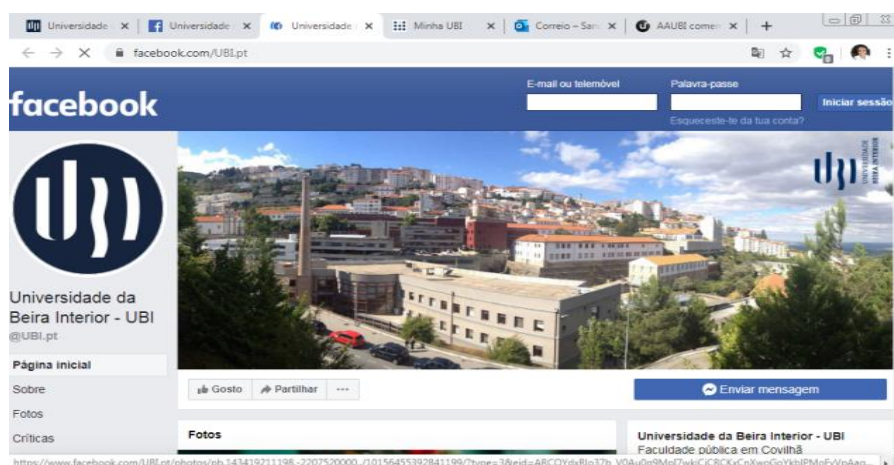 Universidade
Universidade
Universidade
Minha UBI
Correio – San
AAUBI comem
facebook.com/UBI.pt
E-mail ou telemóvel
Palavra-passe
facebook
Iniciar sessão
Esqueceste-te da tua conta?
UNIVERSIDADE
BEIRA INTERIOR
Universidade da
Beira Interior - UBI
@UBI.pt
Página inicial
Sobre
Gosto
Partilhar
Enviar mensagem
Fotos
Críticas
Fotos
Universidade da Beira Interior - UBI
Faculdade pública em Covilhã